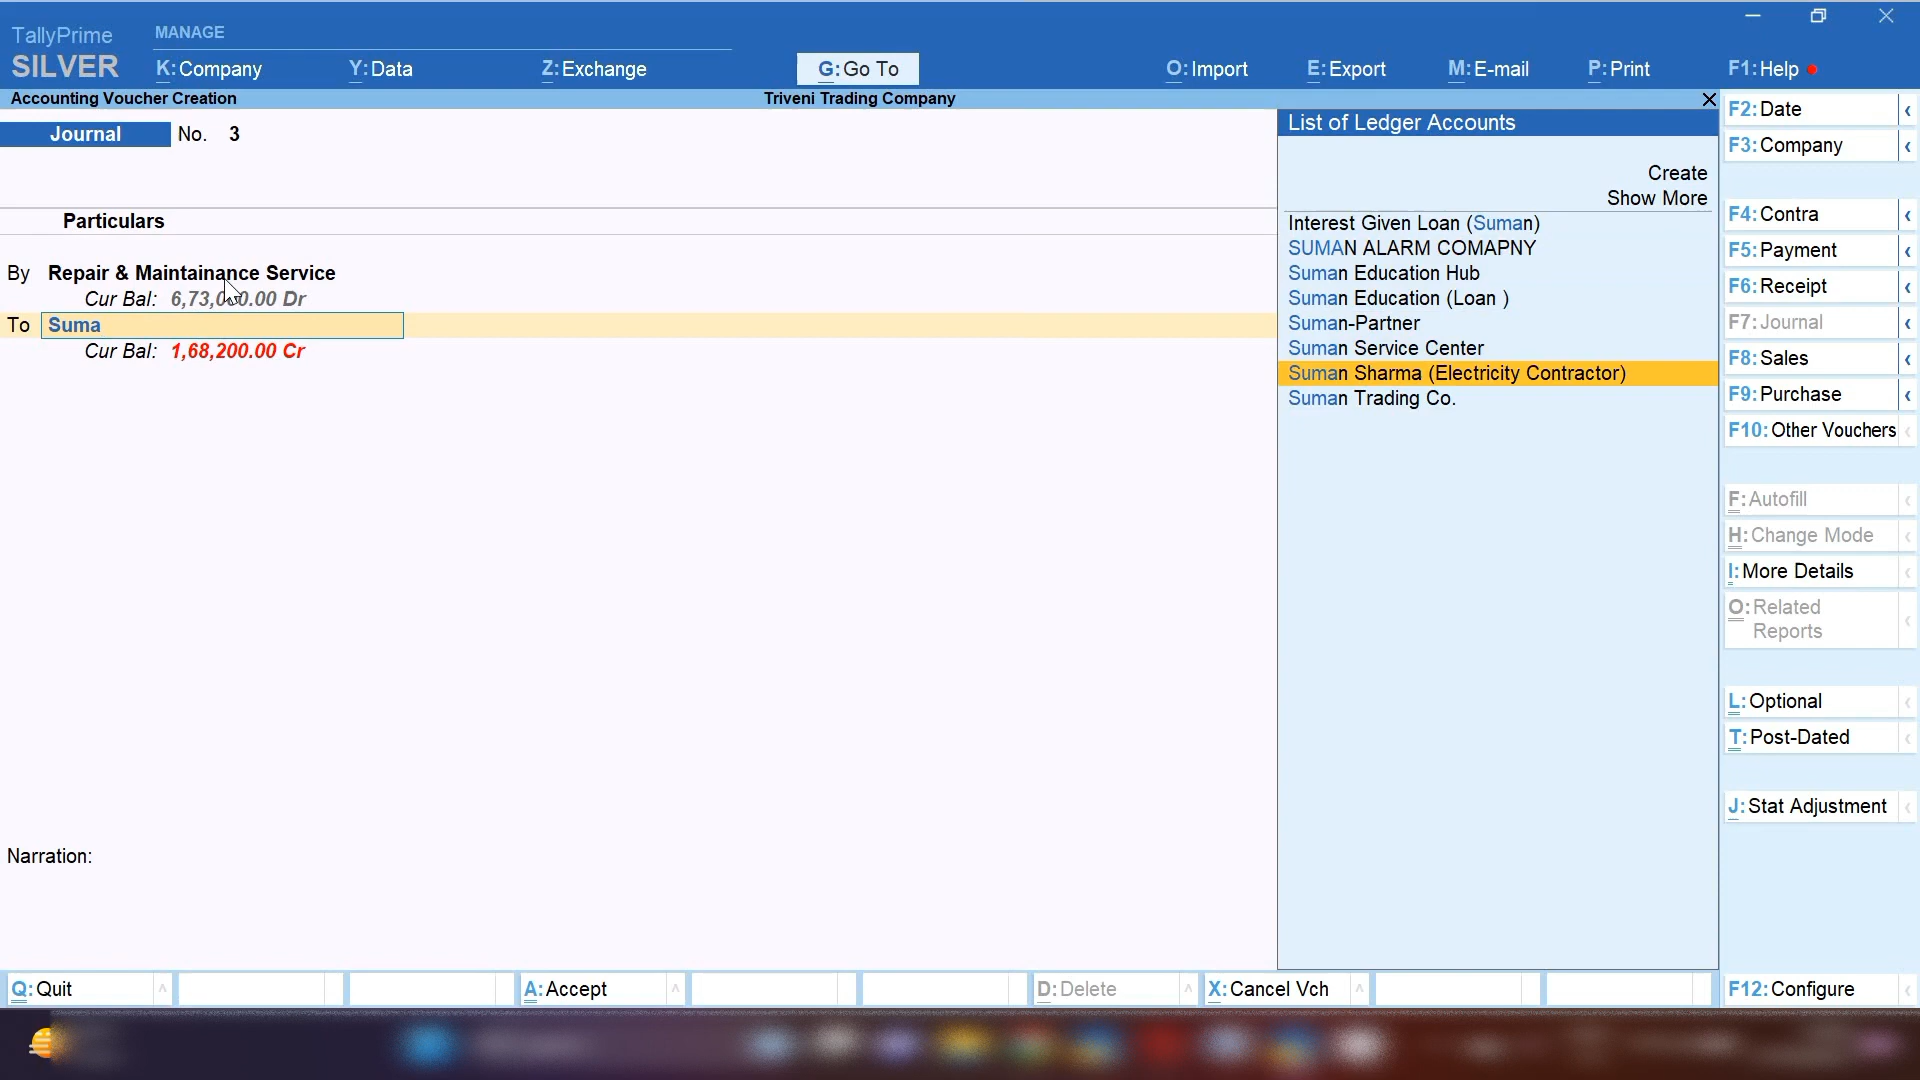 TallyPrime
SILVER
MANAGE
K:Company
Y:Data
Z:Exchange
G:Go To
O:Import
E:Export
M:E-mail
P:Print
F1:Help
Accounting Voucher Creation
Triveni Trading Company
Journal No. 3
Particulars
By Repair & Maintainance Service
Cur Bal: Dr
To Suma
Cur Bal: 1,68,200.00 Cr
Narration:
List of Ledger Accounts
Create
Show More
Interest Given Loan (Suman)
SUMAN ALARM COMAPNY
Suman Education Hub
Suman Education (Loan )
Suman-Partner
Suman Service Center
Suman Sharma (Electricity Contractor)
Suman Trading Co.
F2:Date
F3:Company
F4:Contra
F5:Payment
F6:Receipt
F7:Journal
F8:Sales
F9:Purchase
F10:Other Vouchers
F:Autofill
H:Change Mode
I:More Details
O:Related
Reports
L:Optional
T:Post-Dated
J:Stat Adjustment
Q:Quit
A:Accept
D:Delete
X:Cancel Vch
F12:Configure